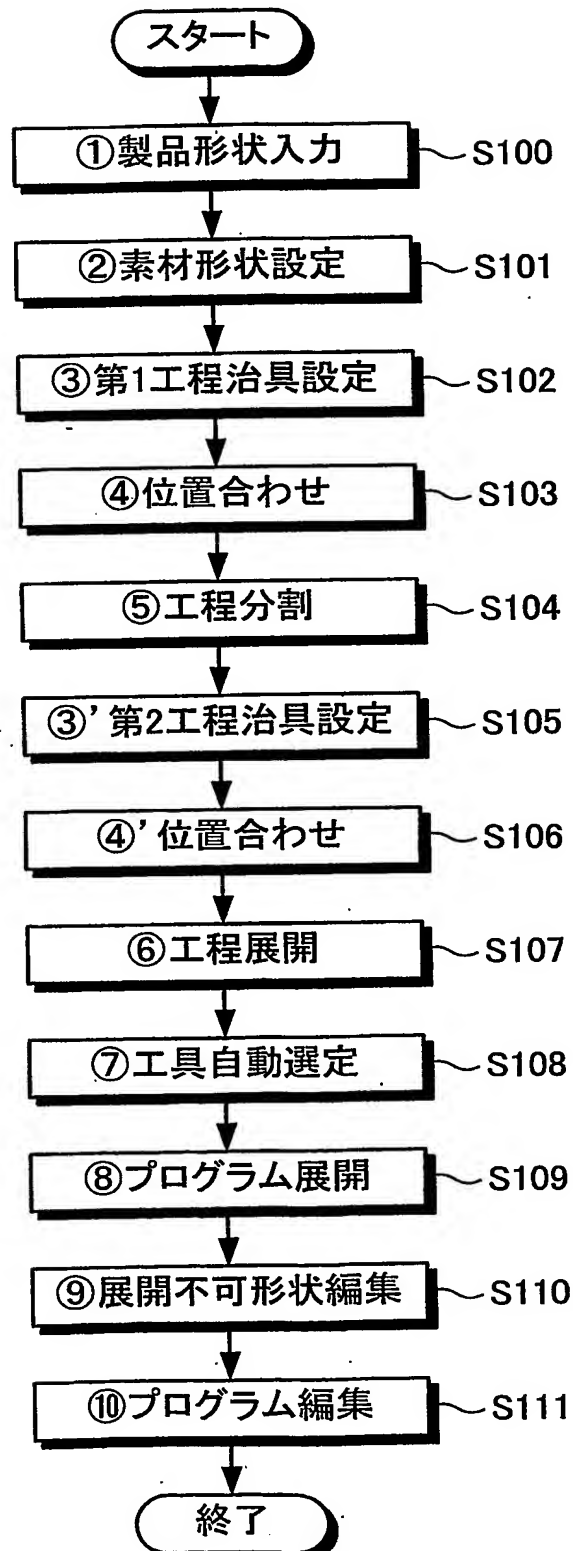 スタート
①製品形状入力 S100
②素材形状設定 S101
③第1工程治具設定 S102
④位置合わせ S103
⑤工程分割 S104
③’第2工程治具設定 S105
④’位置合わせ S106
⑥工程展開 S107
⑦工具自動選定 S108
⑧プログラム展開 S109
⑨展開不可形状編集 S110
⑩プログラム編集 S111
終了